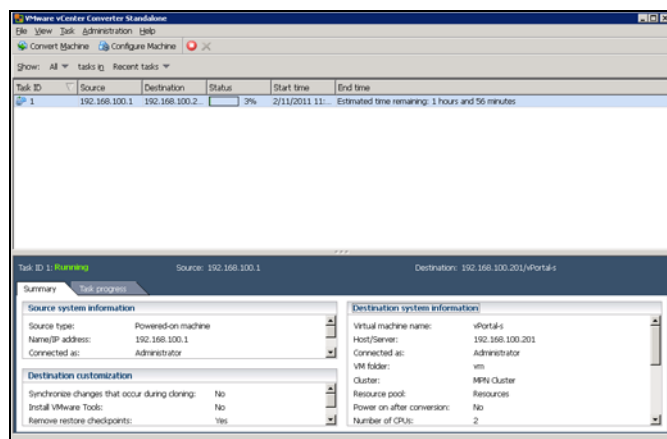 VMware vCenter Converter Standalone
File View Task Administration Help
Convert Machine Configure Machine
Show: All tasks in Recent tasks
Task ID Source Destination Status Start time End time
1 192.168.100.1 192.168.100.2... 3% 2/11/2011 11:... Estimated time remaining: 1 hours and 56 minutes
Task ID 1: Running Source: 192.168.100.1 Destination: 192.168.100.201/vPortal-s
Summary Task progress
Source system information
Source type: Powered-on machine
Name/IP address: 192.168.100.1
Connected as: Administrator
Destination customization
Synchronize changes that occur during cloning: No
Install VMware Tools: No
Remove restore checkpoints: Yes
Destination system information
Virtual machine name: vPortal-s
Host/Server: 192.168.100.201
Connected as: Administrator
VM folder: vm
Cluster: MPN Cluster
Resource pool: Resources
Power on after conversion: No
Number of CPUs: 2